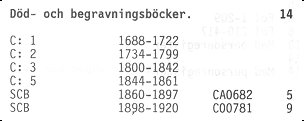 Död- och begravningsböcker. 14
C: 1 1688-1722
C: 2 1734-1799
C: 3 1800-1842
C: 5 1844-1861
SCB 1860-1897 CA0682 5
SCB 1898-1920 C00781 9